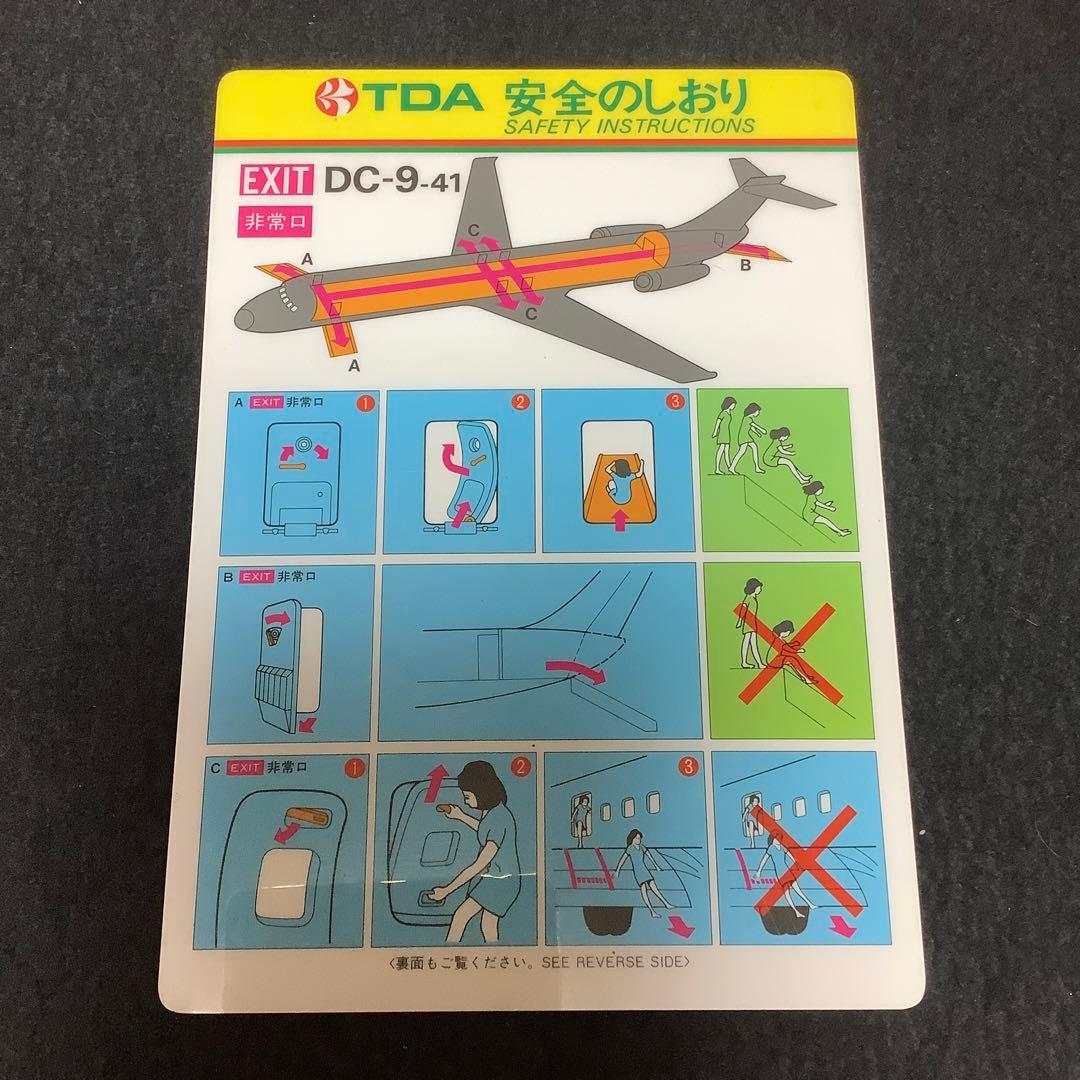 TDA 安全のしおり
SAFETY INSTRUCTIONS
EXIT DC-9-41
非常口
A
C
B
C
A
A EXIT 非常口 1
2
3
B EXIT 非常口
C EXIT 非常口 1
2
3
〈裏面もご覧ください。SEE REVERSE SIDE〉